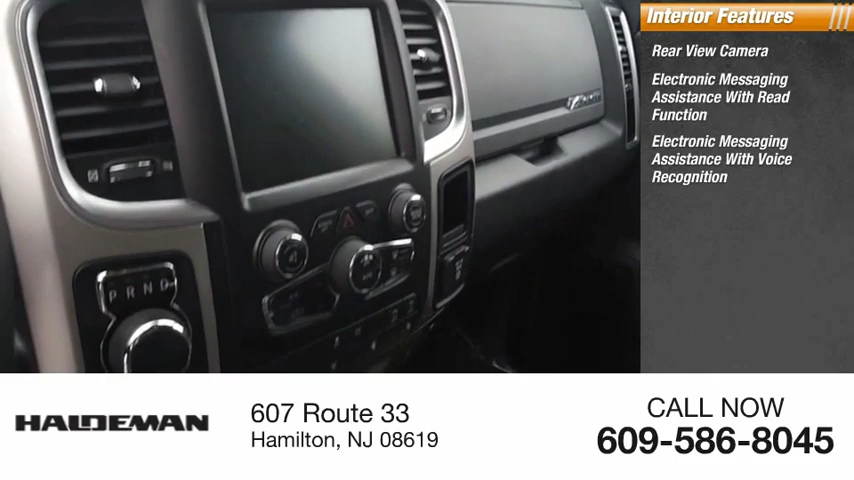 Interior Features
Rear View Camera
Electronic Messaging
Assistance With Read
Function
Electronic Messaging
Assistance With Voice
Recognition
P R N D
HALDEMAN
607 Route 33
Hamilton, NJ 08619
CALL NOW
609-586-8045